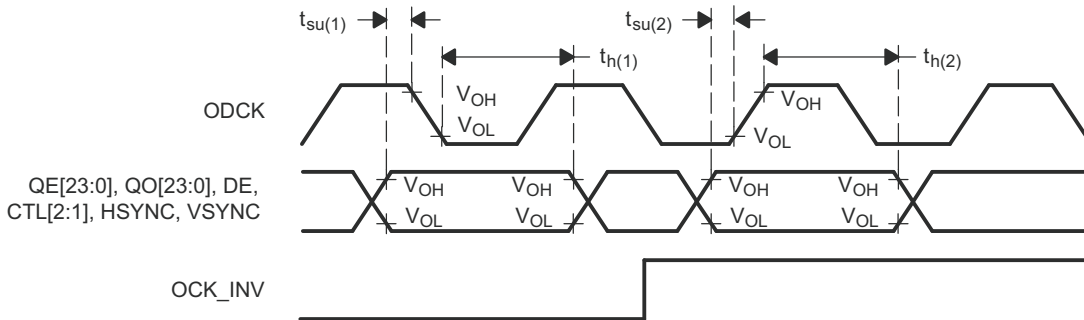 tsu(1)
tsu(2)
th(1)
th(2)
ODCK
VOH
VOL
VOH
VOL
QE[23:0], QO[23:0], DE,
CTL[2:1], HSYNC, VSYNC
VOH
VOH
VOH
VOH
VOL
VOL
VOL
VOL
OCK_INV